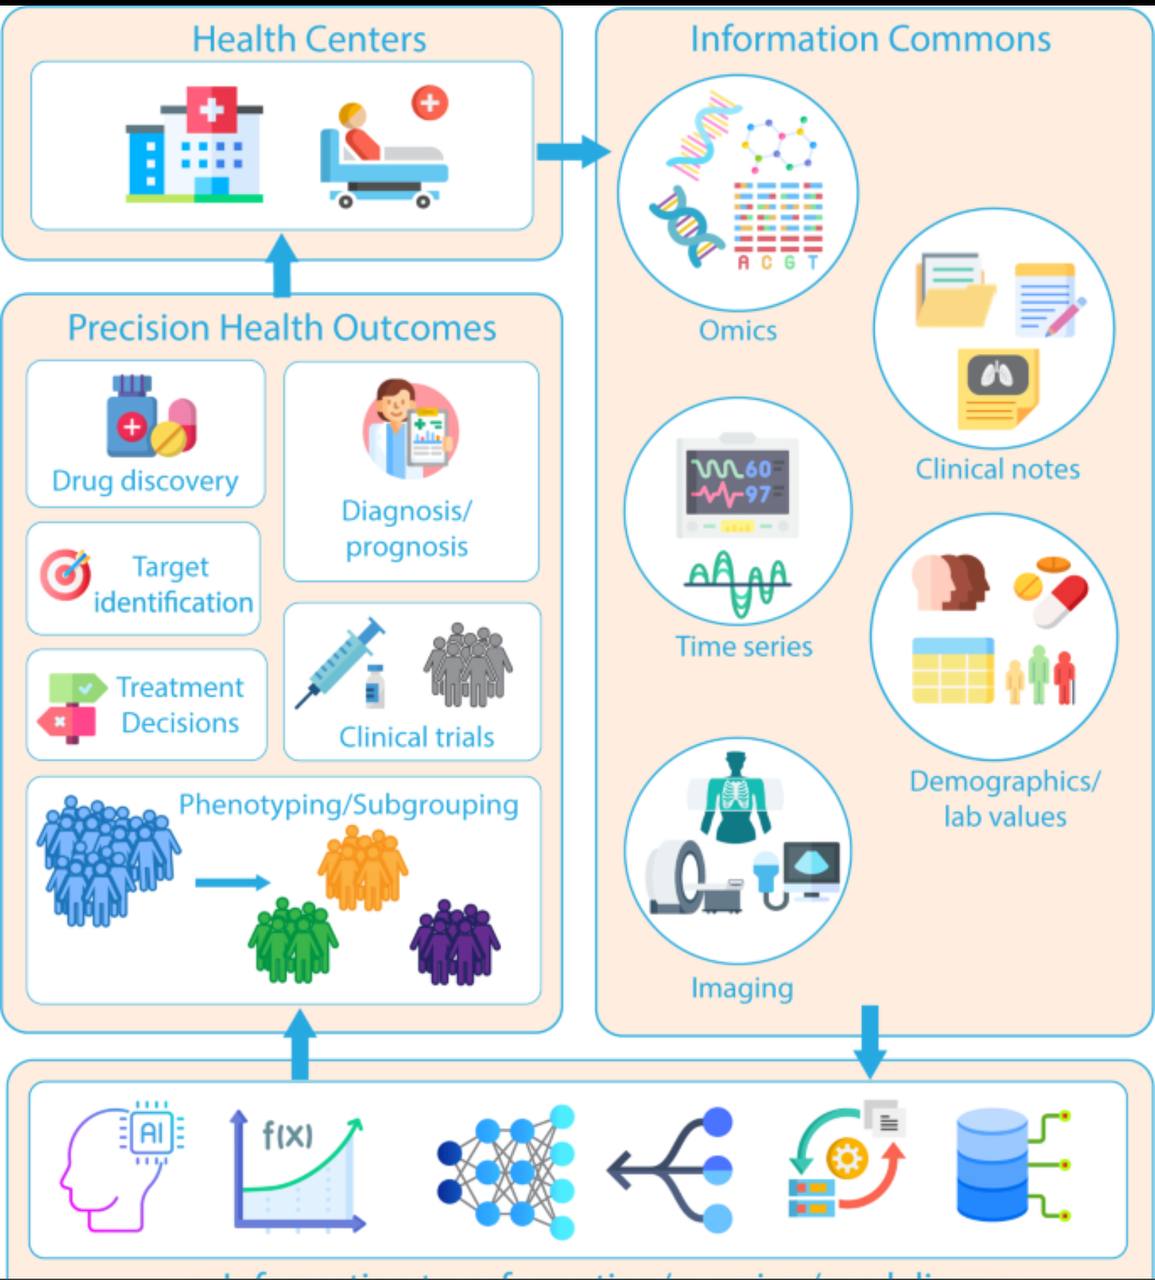 Health Centers
Information Commons
A C G T
Omics
Clinical notes
60
97
Time series
Demographics/
lab values
Imaging
Precision Health Outcomes
Drug discovery
Diagnosis/
prognosis
Target
identification
Treatment
Decisions
Clinical trials
Phenotyping/Subgrouping
AI
f(x)